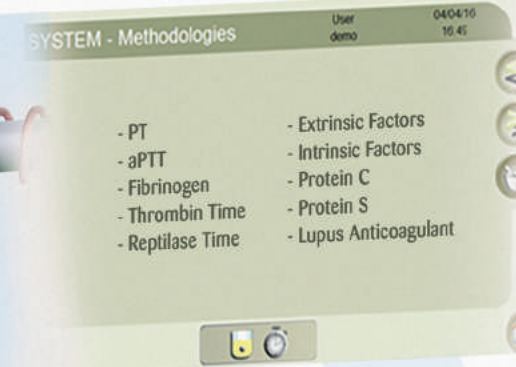 SYSTEM - Methodologies
User
demo
04/04/16
16:45
- PT
- aPTT
- Fibrinogen
- Thrombin Time
- Reptilase Time
- Extrinsic Factors
- Intrinsic Factors
- Protein C
- Protein S
- Lupus Anticoagulant